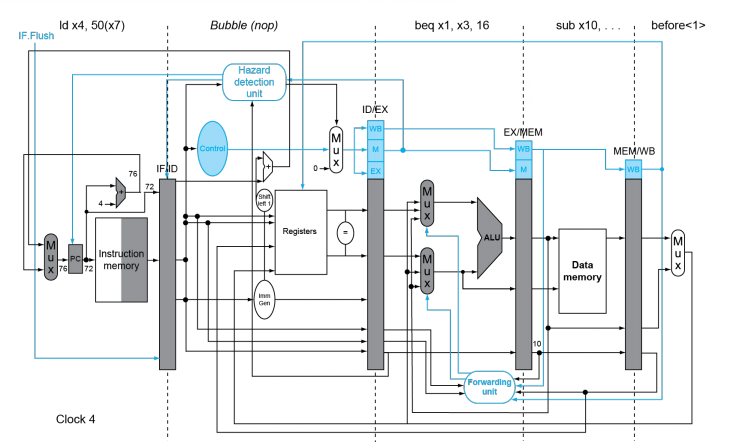 ld x4, 50(x7)
Bubble (nop)
beq x1, x3, 16
sub x10, . . .
before<1>
IF.Flush
Hazard
detection
unit
ID/EX
EX/MEM
MEM/WB
IF/ID
Control
M
u
x
0
WB
M
EX
WB
M
WB
76
4
72
+
+
Shift
left 1
Registers
=
M
u
x
M
u
x
ALU
M
u
x
76
PC
72
Instruction
memory
Data
memory
M
u
x
Imm
Gen
10
Forwarding
unit
Clock 4